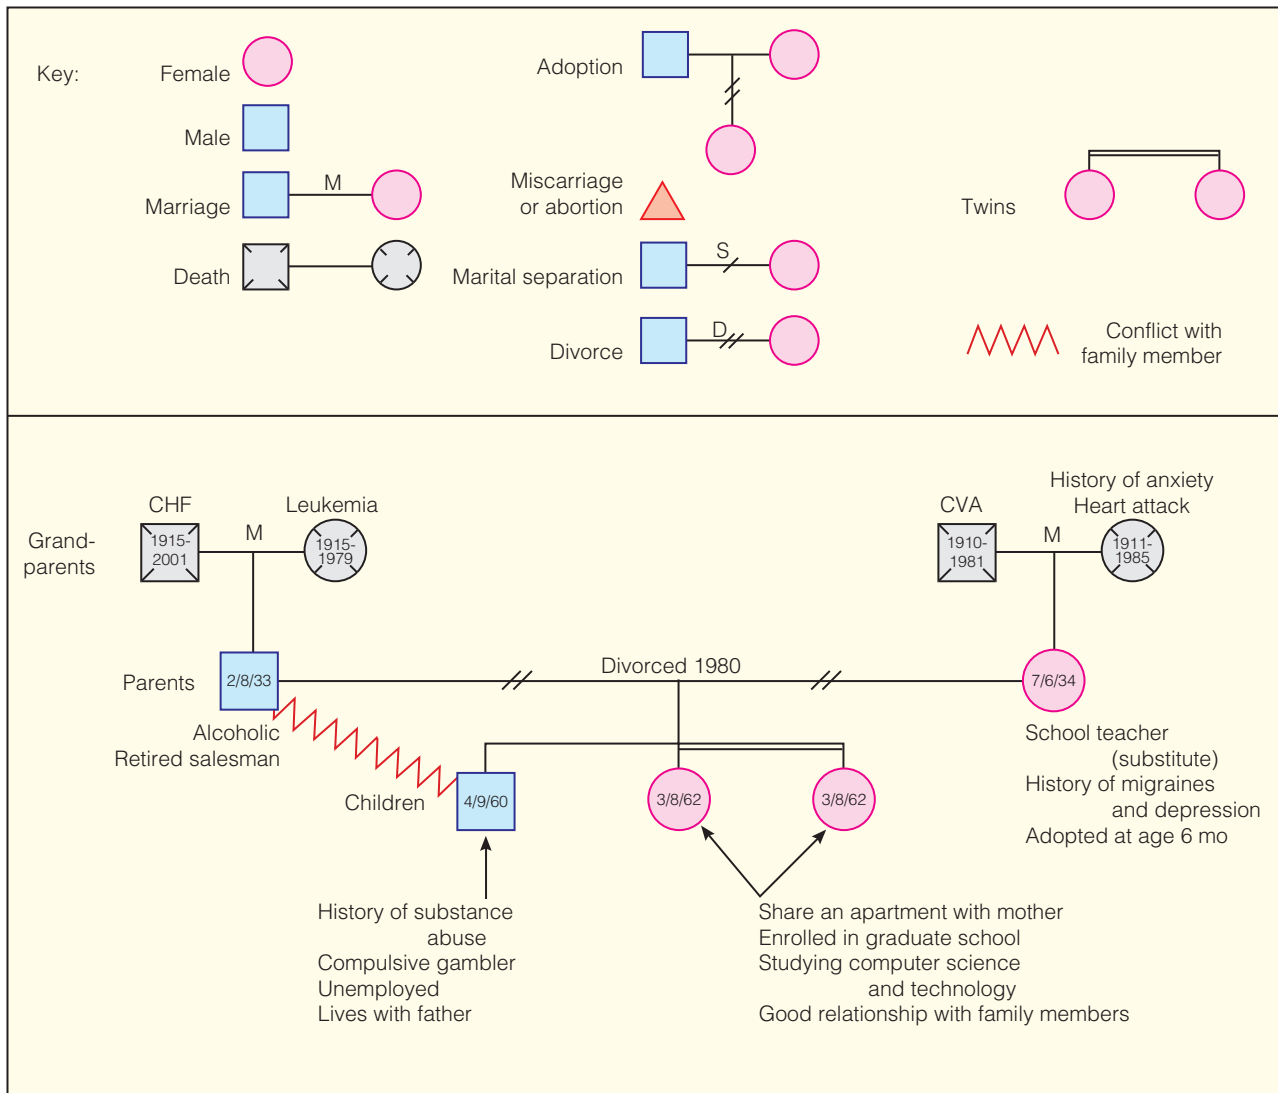 Key:
Female
Male
Marriage
M
Death
Adoption
Miscarriage
or abortion
Marital separation
S
Divorce
D
Twins
Conflict with
family member
Grand-
parents
CHF
1915-
2001
M
Leukemia
1915-
1979
CVA
1910-
1981
M
History of anxiety
Heart attack
1911-
1985
Parents
2/8/33
Alcoholic
Retired salesman
Divorced 1980
7/6/34
School teacher
(substitute)
History of migraines
and depression
Adopted at age 6 mo
Children
4/9/60
3/8/62
3/8/62
History of substance
abuse
Compulsive gambler
Unemployed
Lives with father
Share an apartment with mother
Enrolled in graduate school
Studying computer science
and technology
Good relationship with family members